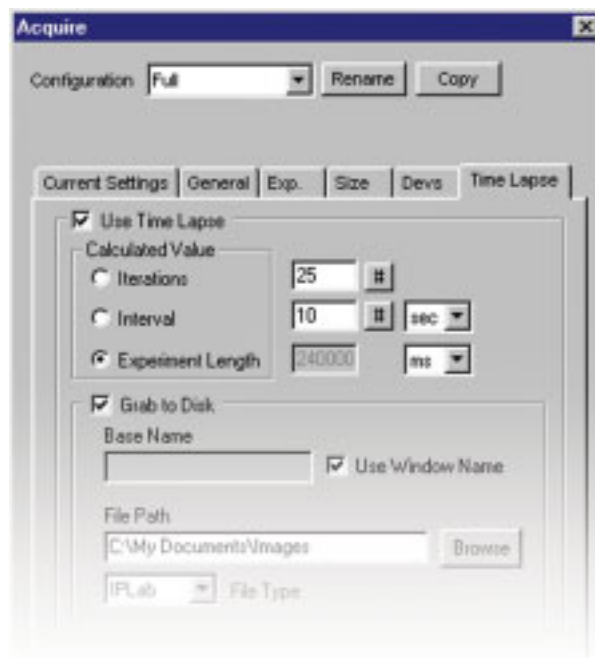 Acquire
Configuration Full Rename Copy
Current Settings General Exp. Size Devs Time Lapse
Use Time Lapse
Calculated Value
Iterations 25 #
Interval 10 # sec
Experiment Length 240000 ms
Grab to Disk
Base Name
Use Window Name
File Path
C:\My Documents\Images Browse
IPLab File Type